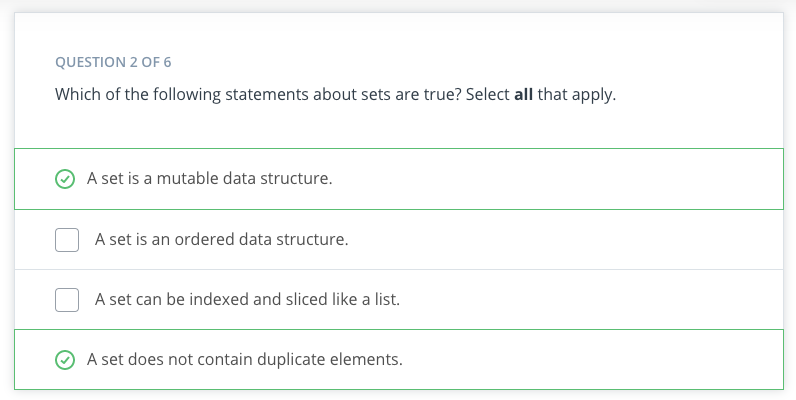 QUESTION 2 OF 6
Which of the following statements about sets are true? Select all that apply.
A set is a mutable data structure.
A set is an ordered data structure.
A set can be indexed and sliced like a list.
A set does not contain duplicate elements.